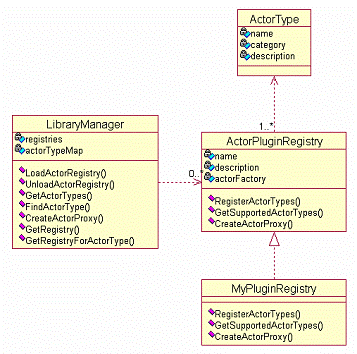 ActorType
name
category
description
1..*
LibraryManager
registries
actorTypeMap
LoadActorRegistry()
UnloadActorRegistry()
GetActorTypes()
FindActorType()
CreateActorProxy()
GetRegistry()
GetRegistryForActorType()
0..*
ActorPluginRegistry
name
description
actorFactory
RegisterActorTypes()
GetSupportedActorTypes()
CreateActorProxy()
MyPluginRegistry
RegisterActorTypes()
GetSupportedActorTypes()
CreateActorProxy()